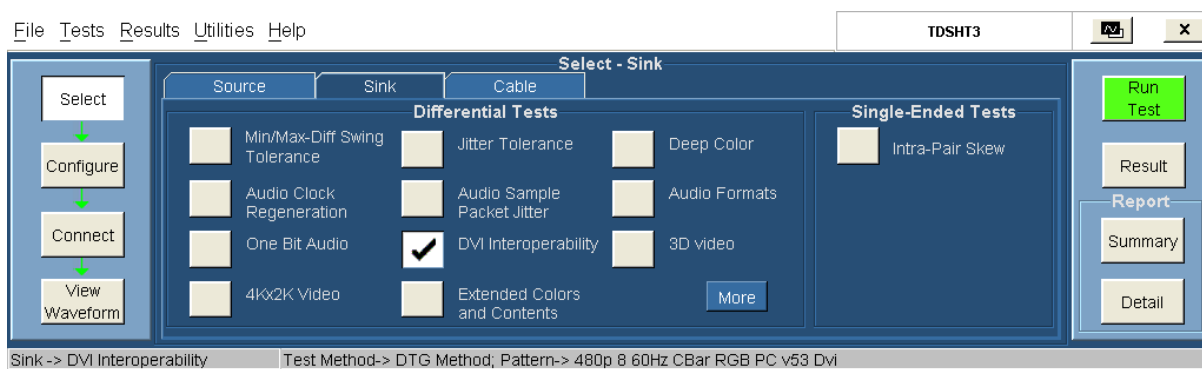 File Tests Results Utilities Help
TDSHT3
x
Select - Sink
Select
Configure
Connect
View
Waveform
Source
Sink
Cable
Differential Tests
Min/Max-Diff Swing
Tolerance
Jitter Tolerance
Deep Color
Audio Clock
Regeneration
Audio Sample
Packet Jitter
Audio Formats
One Bit Audio
DVI Interoperability
3D video
4Kx2K Video
Extended Colors
and Contents
More
Single-Ended Tests
Intra-Pair Skew
Run
Test
Result
Report
Summary
Detail
Sink -> DVI Interoperability
Test Method-> DTG Method; Pattern-> 480p 8 60Hz CBar RGB PC v53 Dvi